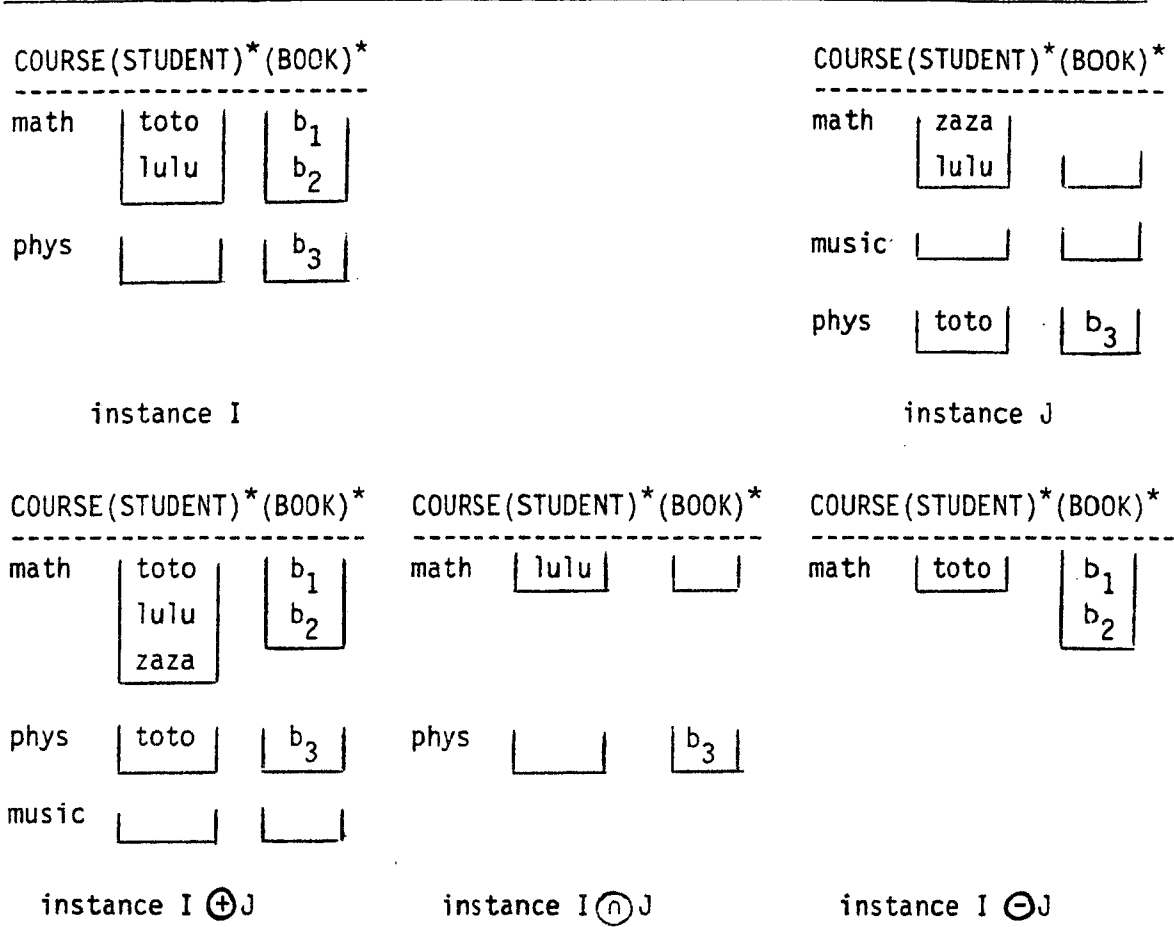 COURSE(STUDENT)*(BOOK)* COURSE(STUDENT)*(BOOK)*
math toto b1 math zaza
lulu b2 lulu
phys b3 music
phys toto b3
instance I instance J
COURSE(STUDENT)*(BOOK)* COURSE(STUDENT)*(BOOK)* COURSE(STUDENT)*(BOOK)*
math toto b1 math lulu math toto b1
lulu b2 b2
zaza
phys toto b3 phys b3
music
instance I ⊕ J instance I ∩ J instance I ⊖ J